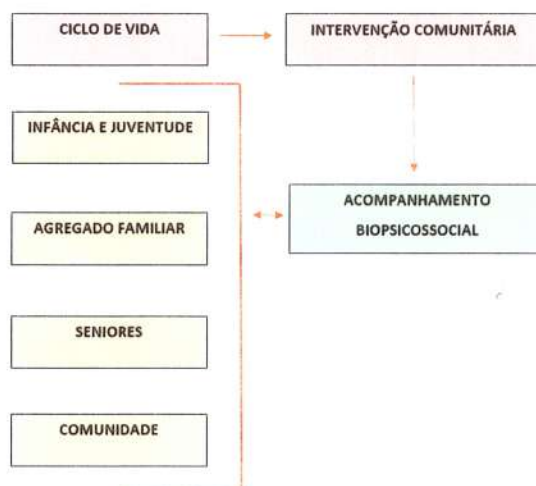 CICLO DE VIDA
INTERVENÇÃO COMUNITÁRIA
INFÂNCIA E JUVENTUDE
AGREGADO FAMILIAR
SENIORES
COMUNIDADE
ACOMPANHAMENTO
BIOPSICOSSOCIAL